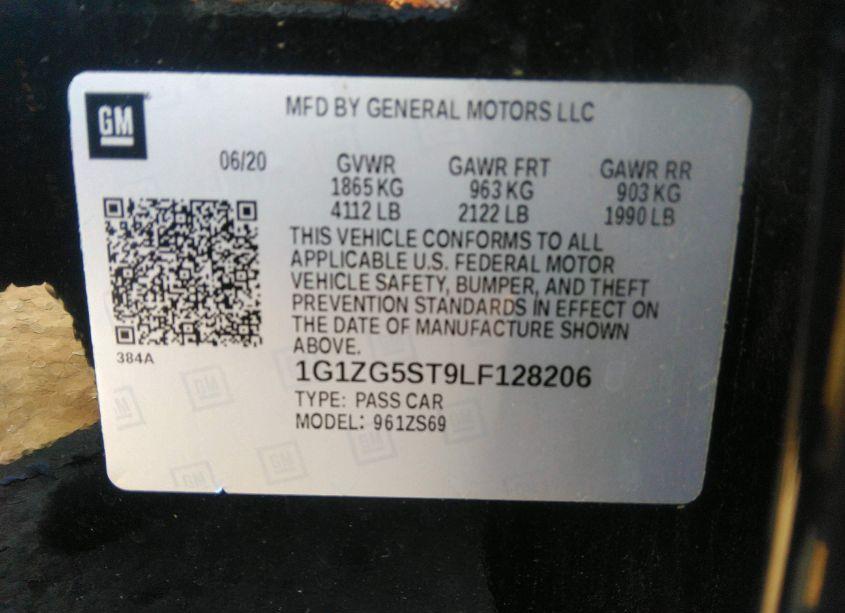 GM
MFD BY GENERAL MOTORS LLC
06/20 GVWR GAWR FRT GAWR RR
1865 KG 963 KG 903 KG
4112 LB 2122 LB 1990 LB
THIS VEHICLE CONFORMS TO ALL
APPLICABLE U.S. FEDERAL MOTOR
VEHICLE SAFETY, BUMPER, AND THEFT
PREVENTION STANDARDS IN EFFECT ON
THE DATE OF MANUFACTURE SHOWN
ABOVE.
384A
1G1ZG5ST9LF128206
TYPE: PASS CAR
MODEL: 961ZS69